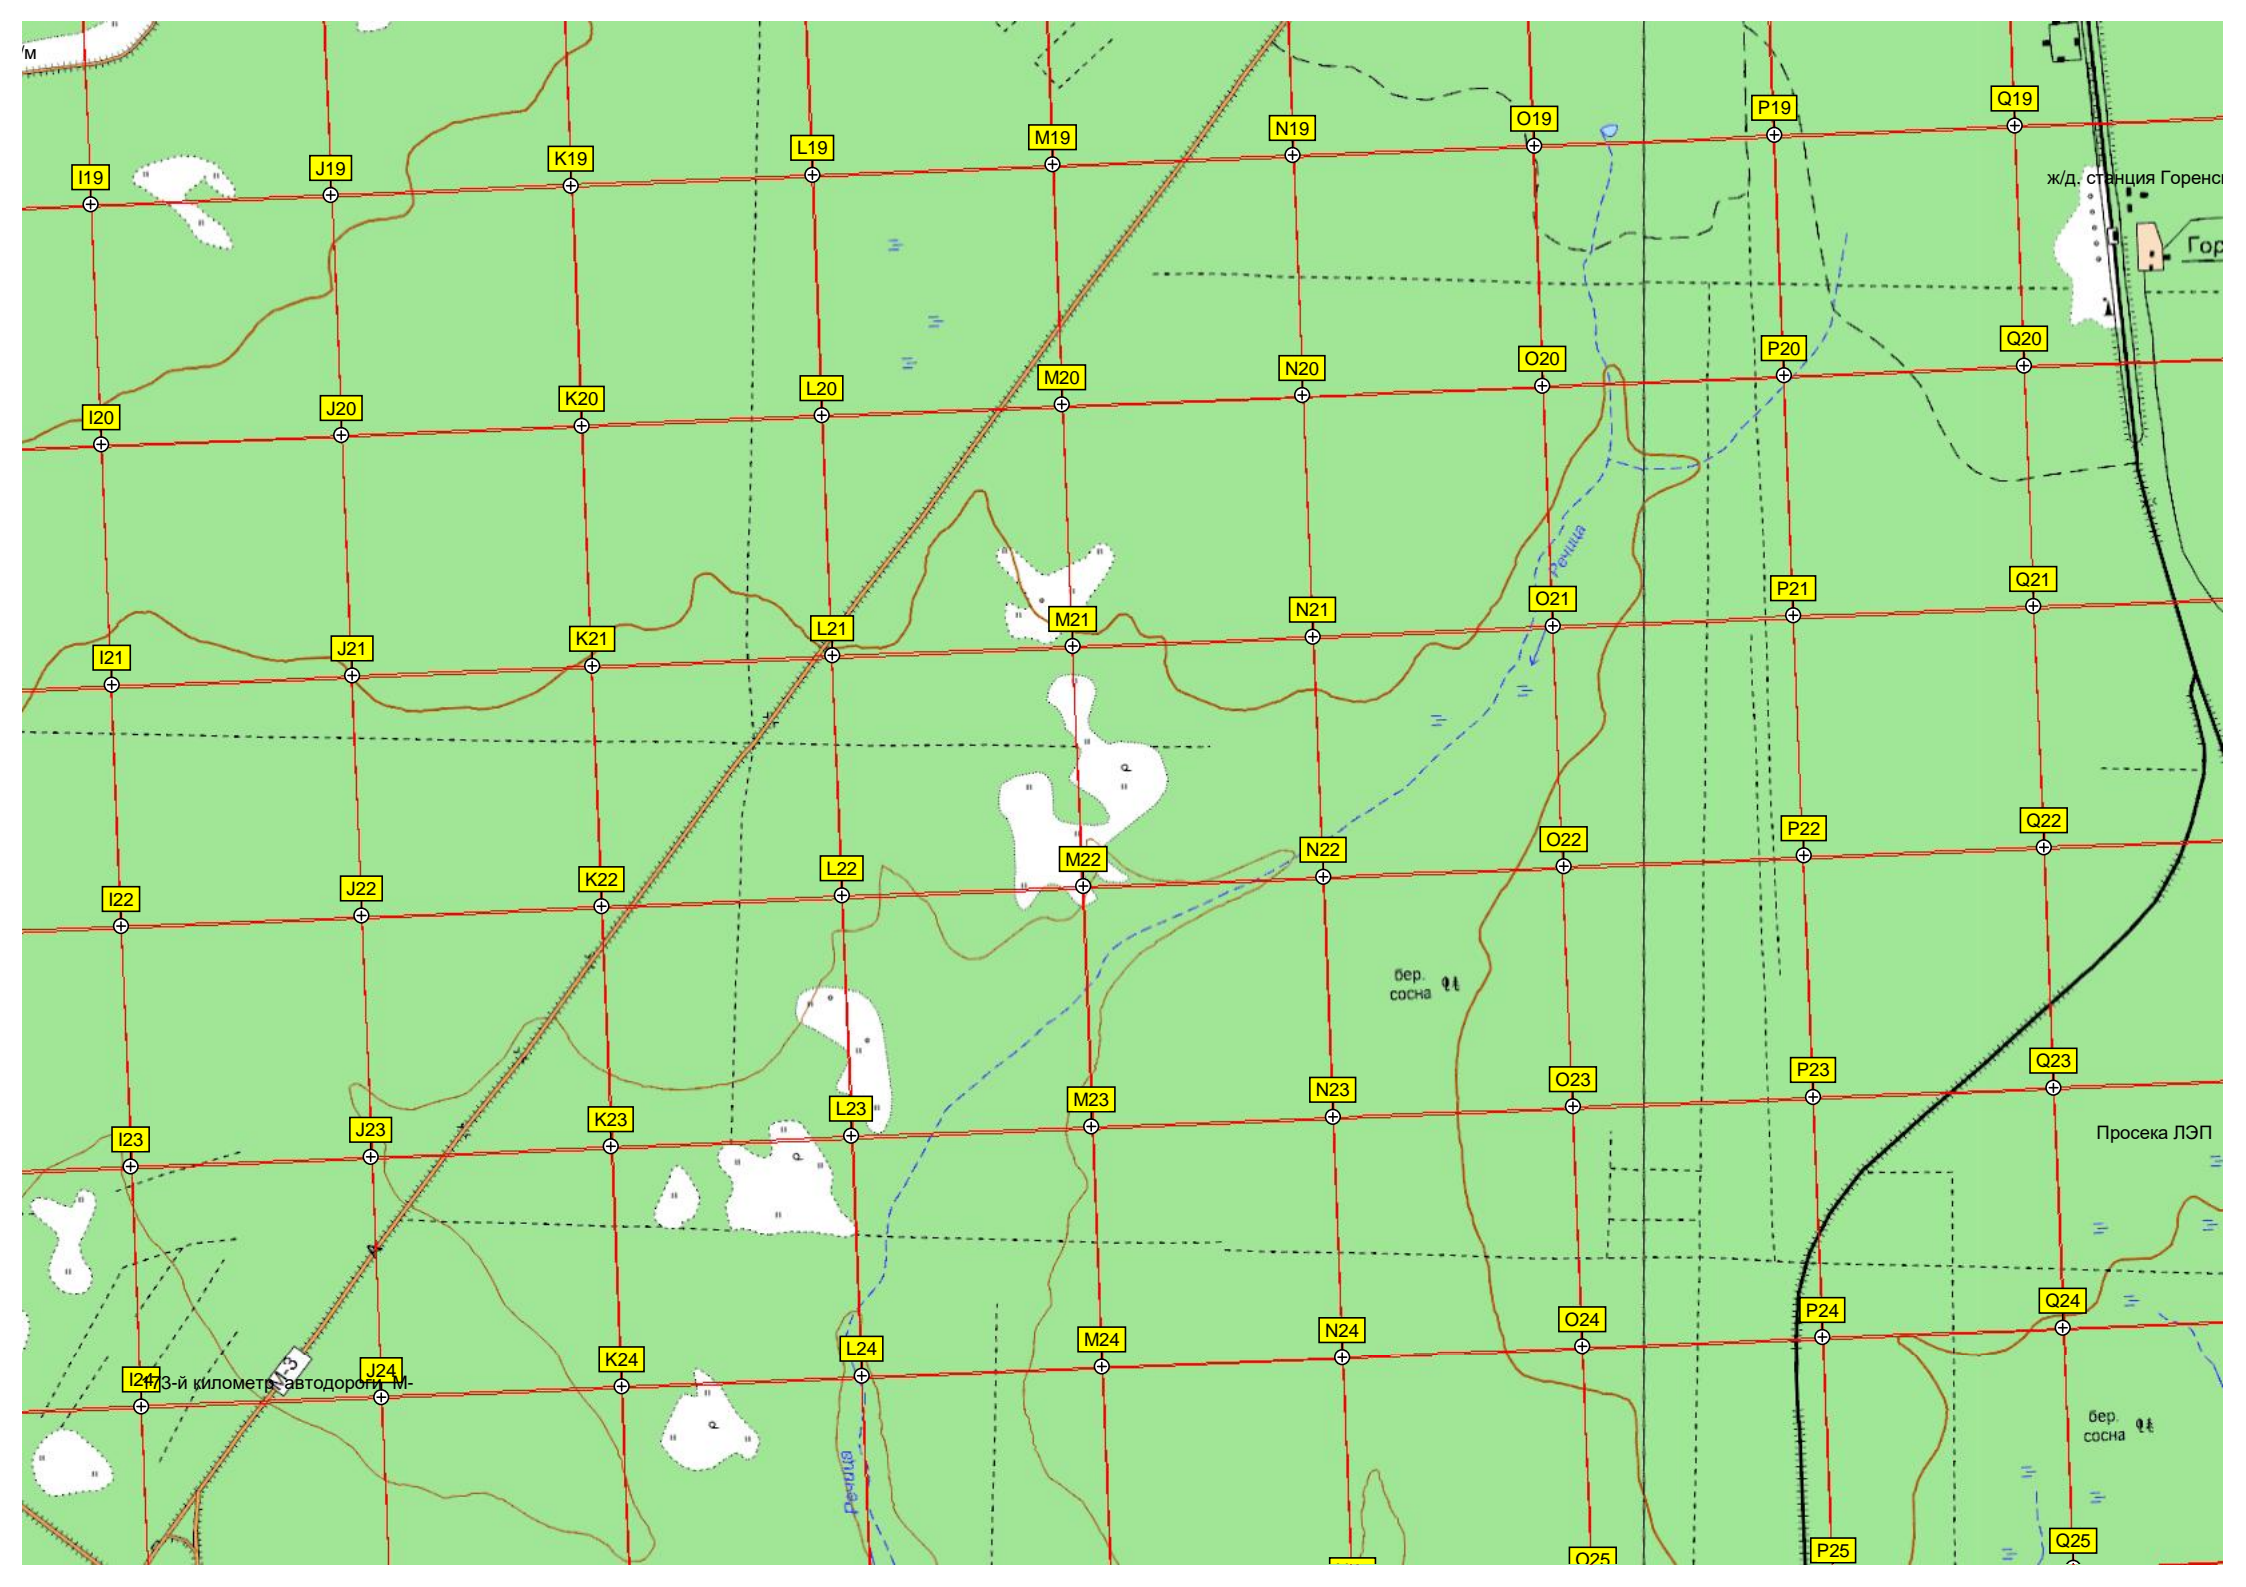 /м
I19 J19 K19 L19 M19 N19 O19 P19 Q19
ж/д. станция Горенс
Гор
I20 J20 K20 L20 M20 N20 O20 P20 Q20
Речица
I21 J21 K21 L21 M21 N21 O21 P21 Q21
I22 J22 K22 L22 M22 N22 O22 P22 Q22
бер.
сосна
I23 J23 K23 L23 M23 N23 O23 P23 Q23
Просека ЛЭП
I24 J24 K24 L24 M24 N24 O24 P24 Q24
М-3
173-й километр автодороги М-
бер.
сосна
Речица
O25 P25 Q25